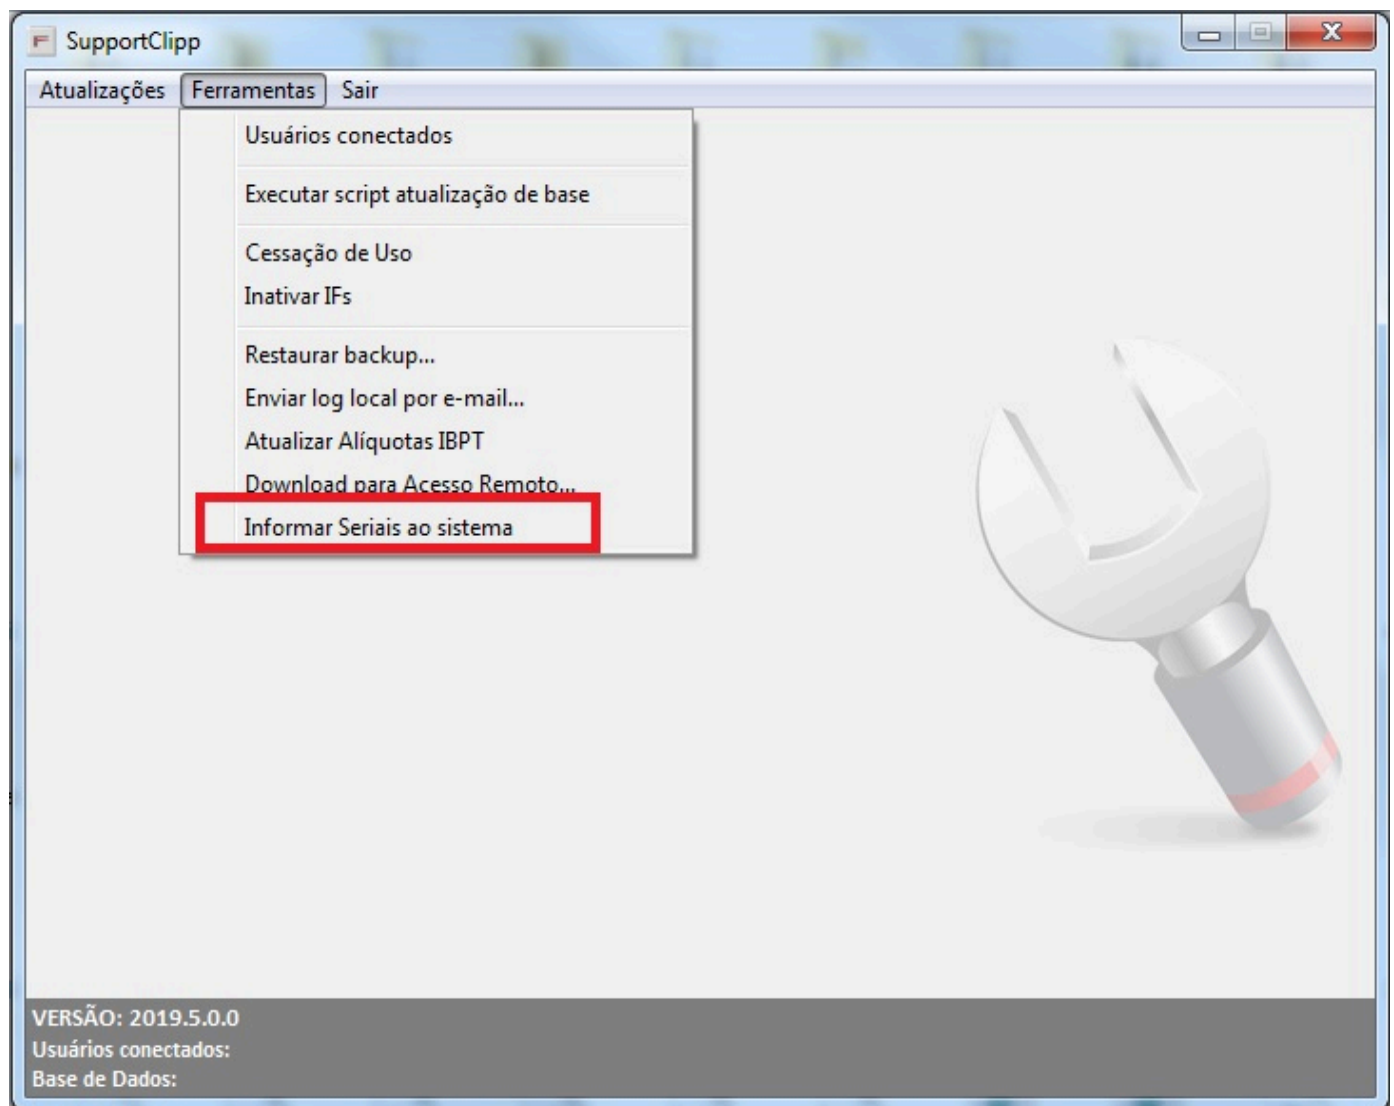 SupportClipp
Atualizações Ferramentas Sair
Usuários conectados
Executar script atualização de base
Cessação de Uso
Inativar IFs
Restaurar backup...
Enviar log local por e-mail...
Atualizar Alíquotas IBPT
Download para Acesso Remoto...
Informar Seriais ao sistema
VERSÃO: 2019.5.0.0
Usuários conectados:
Base de Dados: